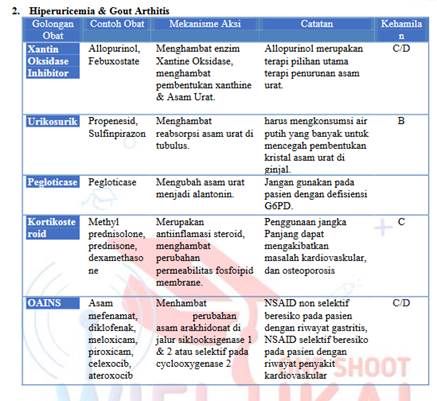 2. Hiperuricemia & Gout Arthitis
Golongan Obat | Contoh Obat | Mekanisme Aksi | Catatan | Kehamilan
Xantin Oksidase Inhibitor | Allopurinol, Febuxostate | Menghambat enzim Xantine Oksidase, menghambat pembentukan xanthine & Asam Urat. | Allopurinol merupakan terapi pilihan utama terapi penurunan asam urat. | C/D
Urikosurik | Propenesid, Sulfinpirazon | Menghambat reabsorpsi asam urat di tubulus. | harus mengkonsumsi air putih yang banyak untuk mencegah pembentukan kristal asam urat di ginjal. | B
Pegloticase | Pegloticase | Mengubah asam urat menjadi alantonin. | Jangan gunakan pada pasien dengan defisiensi G6PD.
Kortikosteroid | Methyl prednisolone, prednisone, dexamethasone | Merupakan antiinflamasi steroid, menghambat perubahan permeabilitas fosfoipid membrane. | Penggunaan jangka Panjang dapat mengakibatkan masalah kardiovaskular, dan osteoporosis | C
OAINS | Asam mefenamat, diklofenak, meloxicam, piroxicam, celexocib, ateroxocib | Menhambat perubahan asam arakhidonat di jalur siklooksigenase 1 & 2 atau selektif pada cyclooxygenase 2 | NSAID non selektif beresiko pada pasien dengan riwayat gastritis, NSAID selektif beresiko pada pasien dengan riwayat penyakit kardiovaskular | C/D
SHOOT